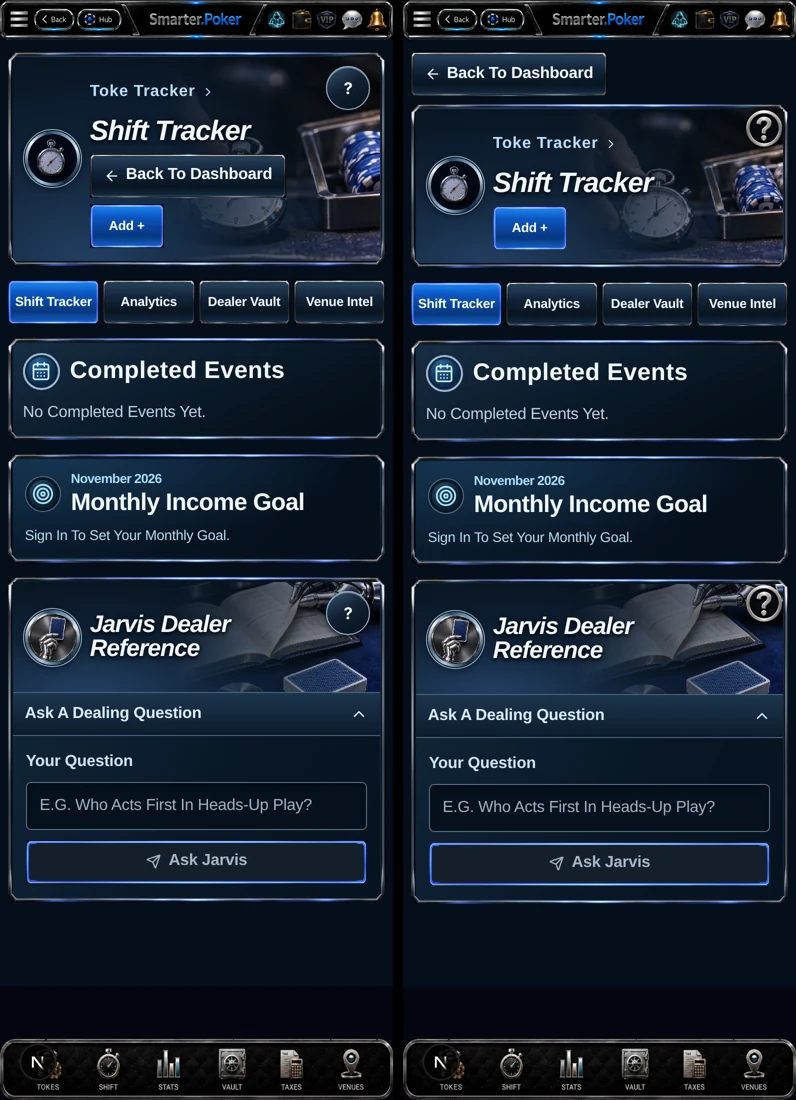 Back
Hub
Smarter.Poker
VIP
Toke Tracker
?
Shift Tracker
Back To Dashboard
Add +
Shift Tracker
Analytics
Dealer Vault
Venue Intel
Completed Events
No Completed Events Yet.
November 2026
Monthly Income Goal
Sign In To Set Your Monthly Goal.
Jarvis Dealer
Reference
?
Ask A Dealing Question
Your Question
E.G. Who Acts First In Heads-Up Play?
Ask Jarvis
N
TOKES
SHIFT
STATS
VAULT
TAXES
VENUES
Back
Hub
Smarter.Poker
VIP
Back To Dashboard
Toke Tracker
?
Shift Tracker
Add +
Shift Tracker
Analytics
Dealer Vault
Venue Intel
Completed Events
No Completed Events Yet.
November 2026
Monthly Income Goal
Sign In To Set Your Monthly Goal.
Jarvis Dealer
Reference
?
Ask A Dealing Question
Your Question
E.G. Who Acts First In Heads-Up Play?
Ask Jarvis
N
TOKES
SHIFT
STATS
VAULT
TAXES
VENUES